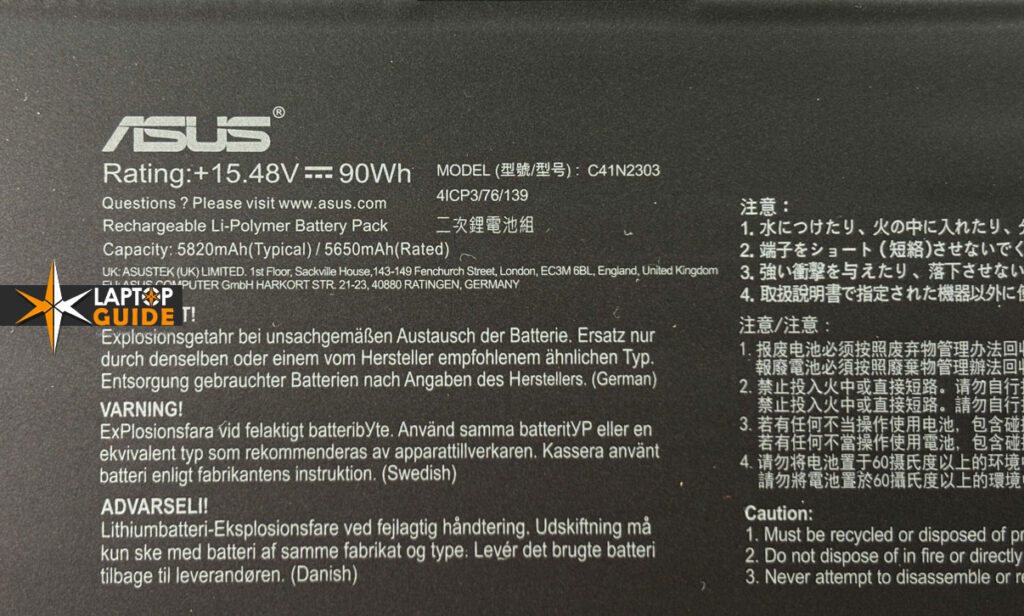 ASUS®
Rating:+15.48V⎓ 90Wh
Questions ? Please visit www.asus.com
Rechargeable Li-Polymer Battery Pack
Capacity: 5820mAh(Typical) / 5650mAh(Rated)
MODEL (型號/型号) : C41N2303
4ICP3/76/139
二次鋰電池組
UK: ASUSTEK (UK) LIMITED. 1st Floor, Sackville House,143-149 Fenchurch Street, London, EC3M 6BL, England, United Kingdom
EU: ASUS COMPUTER GmbH HARKORT STR. 21-23, 40880 RATINGEN, GERMANY
LAPTOP
GUIDE
T!
Explosionsgetahr bei unsachgemäßen Austausch der Batterie. Ersatz nur
durch denselben oder einem vom Hersteller empfohlenem ähnlichen Typ.
Entsorgung gebrauchter Batterien nach Angaben des Herstellers. (German)
VARNING!
ExPlosionsfara vid felaktigt batteribУte. Använd samma batteritУP eller en
ekvivalent typ som rekommenderas av apparattillverkaren. Kassera använt
batteri enligt fabrikantens instruktion. (Swedish)
ADVARSELI!
Lithiumbatteri-Eksplosionsfare ved fejlagtig håndtering. Udskiftning må
kun ske med batteri af samme fabrikat og type. Levér det brugte batteri
tilbage til leverandøren. (Danish)
注意：
1. 水につけたり、火の中に入れたり、
2. 端子をショート（短絡）させないでく
3. 強い衝撃を与えたり、落下させない
4. 取扱説明書で指定された機器以外に
注意/注意：
1. 报废电池必须按照废弃物管理办法回收
報廢電池必須按照廢棄物管理辦法回
2. 禁止投入火中或直接短路。请勿自行
禁止投入火中或直接短路。請勿自行
3. 若有任何不当操作使用电池，包含碰
若有任何不當操作使用電池，包含碰
4. 请勿将电池置于60攝氏度以上的环境
請勿將電池置於60攝氏度以上的環境
Caution:
1. Must be recycled or disposed of pr
2. Do not dispose of in fire or directly
3. Never attempt to disassemble or re